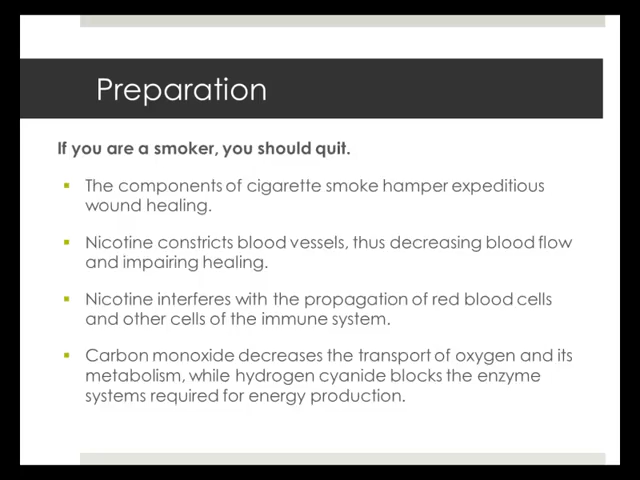 Preparation
If you are a smoker, you should quit.
The components of cigarette smoke hamper expeditious
wound healing.
Nicotine constricts blood vessels, thus decreasing blood flow
and impairing healing.
Nicotine interferes with the propagation of red blood cells
and other cells of the immune system.
Carbon monoxide decreases the transport of oxygen and its
metabolism, while hydrogen cyanide blocks the enzyme
systems required for energy production.